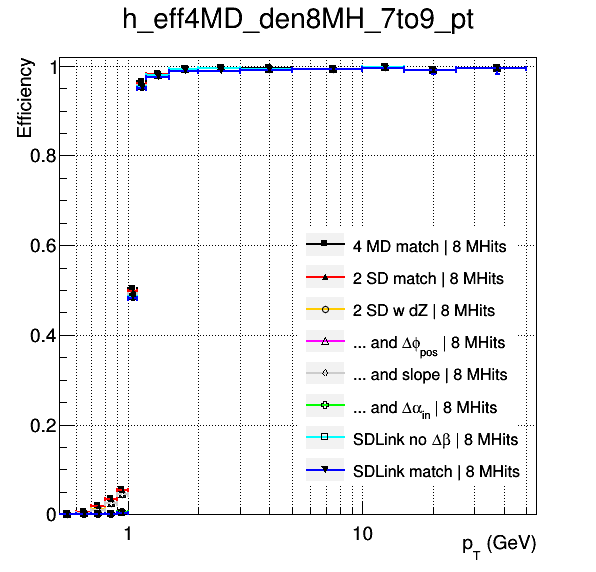 h_eff4MD_den8MH_7to9_pt
Efficiency
1
0.8
0.6
0.4
0.2
0
4 MD match | 8 MHits
2 SD match | 8 MHits
2 SD w dZ | 8 MHits
... and Δϕpos | 8 MHits
... and slope | 8 MHits
... and Δαin | 8 MHits
SDLink no Δβ | 8 MHits
SDLink match | 8 MHits
1 10
pT (GeV)